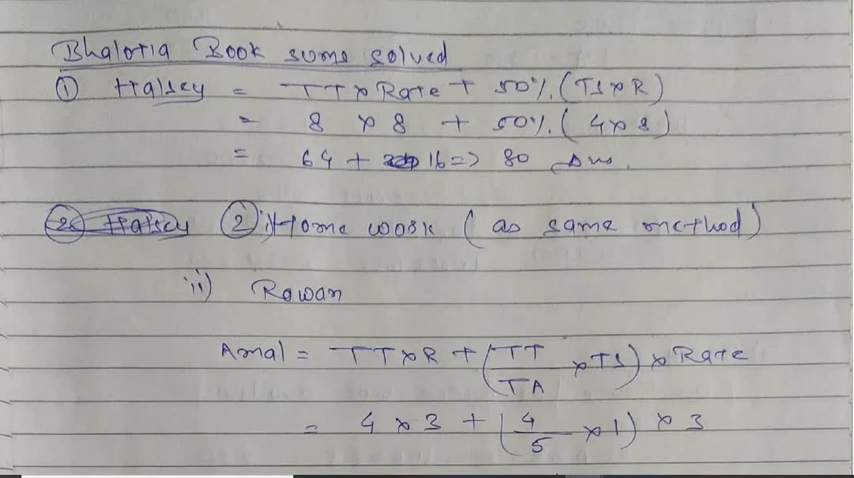 Bhalotia Book sums solved
① Halsey = TT x Rate + 50% (TS x R)
= 8 x 8 + 50% (4 x 8)
= 64 + 16 => 80 Ans.
② i) Home work (as same method)
ii) Rowan
Amal = TT x R + (TT/TA x TS) x Rate
= 4 x 3 + (4/5 x 1) x 3